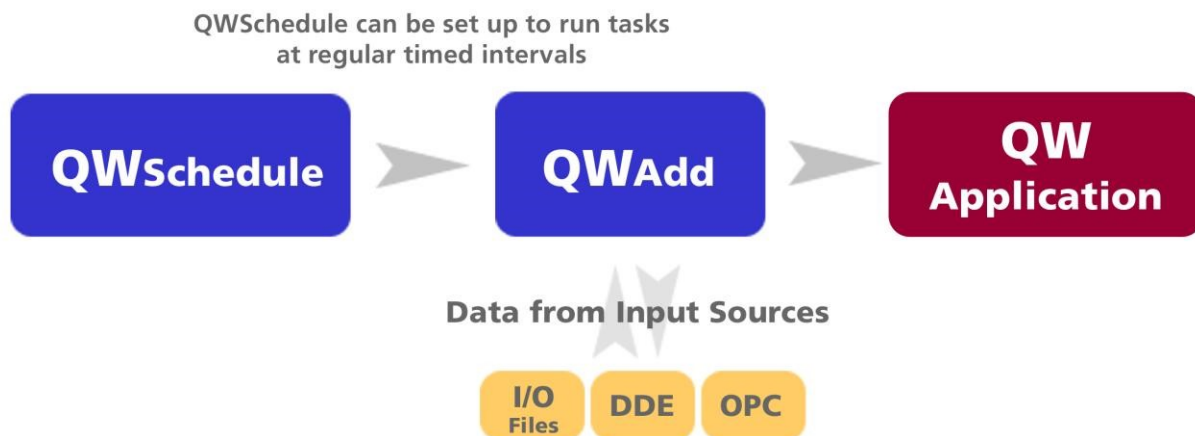 QWSchedule can be set up to run tasks
at regular timed intervals
QWSchedule
QWAdd
QW
Application
Data from Input Sources
I/O
Files
DDE
OPC